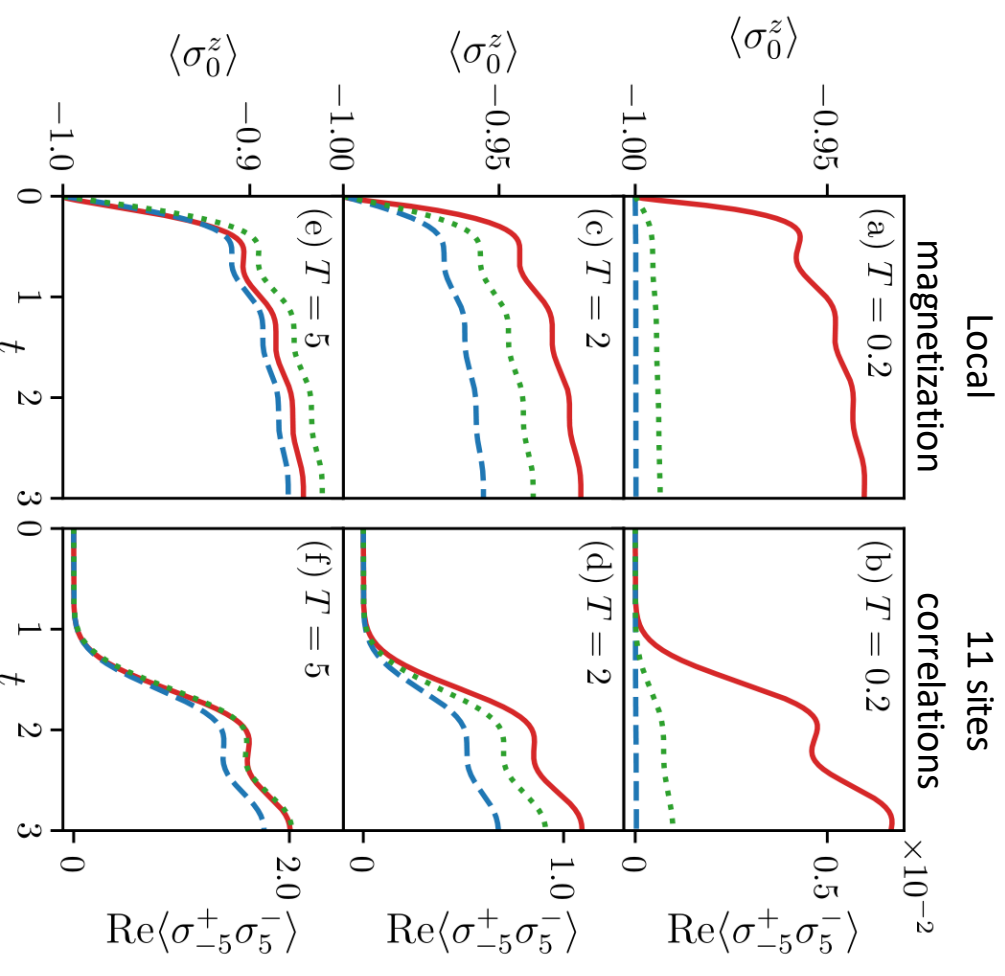 Local
magnetization
11 sites
correlations
×10⁻²
(a) T = 0.2
(b) T = 0.2
⟨σ₀ᶻ⟩
−0.95
−1.00
0.5
0
Re⟨σ⁺₋₅σ⁻₅⟩
(c) T = 2
(d) T = 2
⟨σ₀ᶻ⟩
−0.95
−1.00
1.0
0
Re⟨σ⁺₋₅σ⁻₅⟩
(e) T = 5
(f) T = 5
⟨σ₀ᶻ⟩
−0.9
−1.0
2.0
0
Re⟨σ⁺₋₅σ⁻₅⟩
0 1 2 3
0 1 2 3
t
t